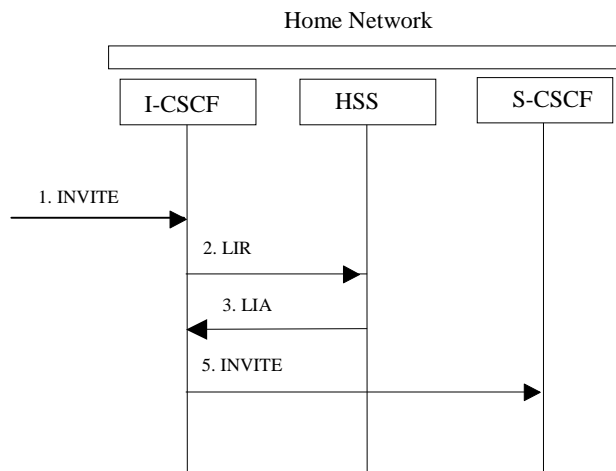 Home Network
I-CSCF
HSS
S-CSCF
1. INVITE
2. LIR
3. LIA
5. INVITE